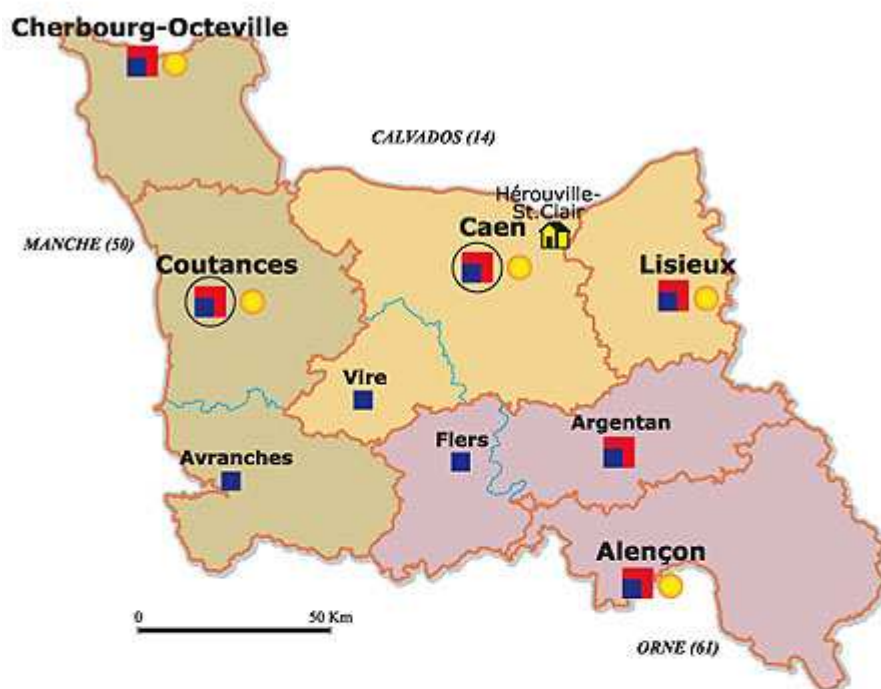 Cherbourg-Octeville
CALVADOS (14)
Hérouville-
St.Clair
MANCHE (50)
Caen
Coutances
Lisieux
Vire
Argentan
Flers
Avranches
Alençon
0 50 Km
ORNE (61)